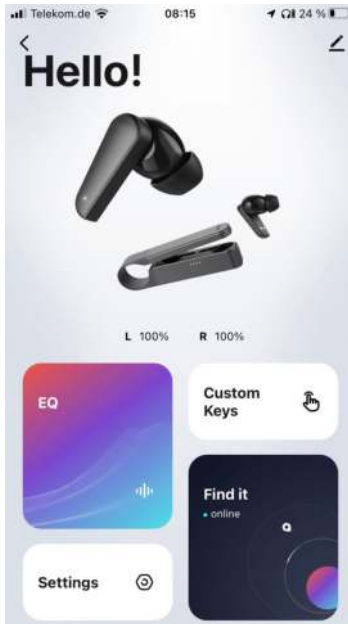 Telekom.de 08:15 24 %
Hello!
L 100% R 100%
EQ
Custom
Keys
Find it
online
Settings